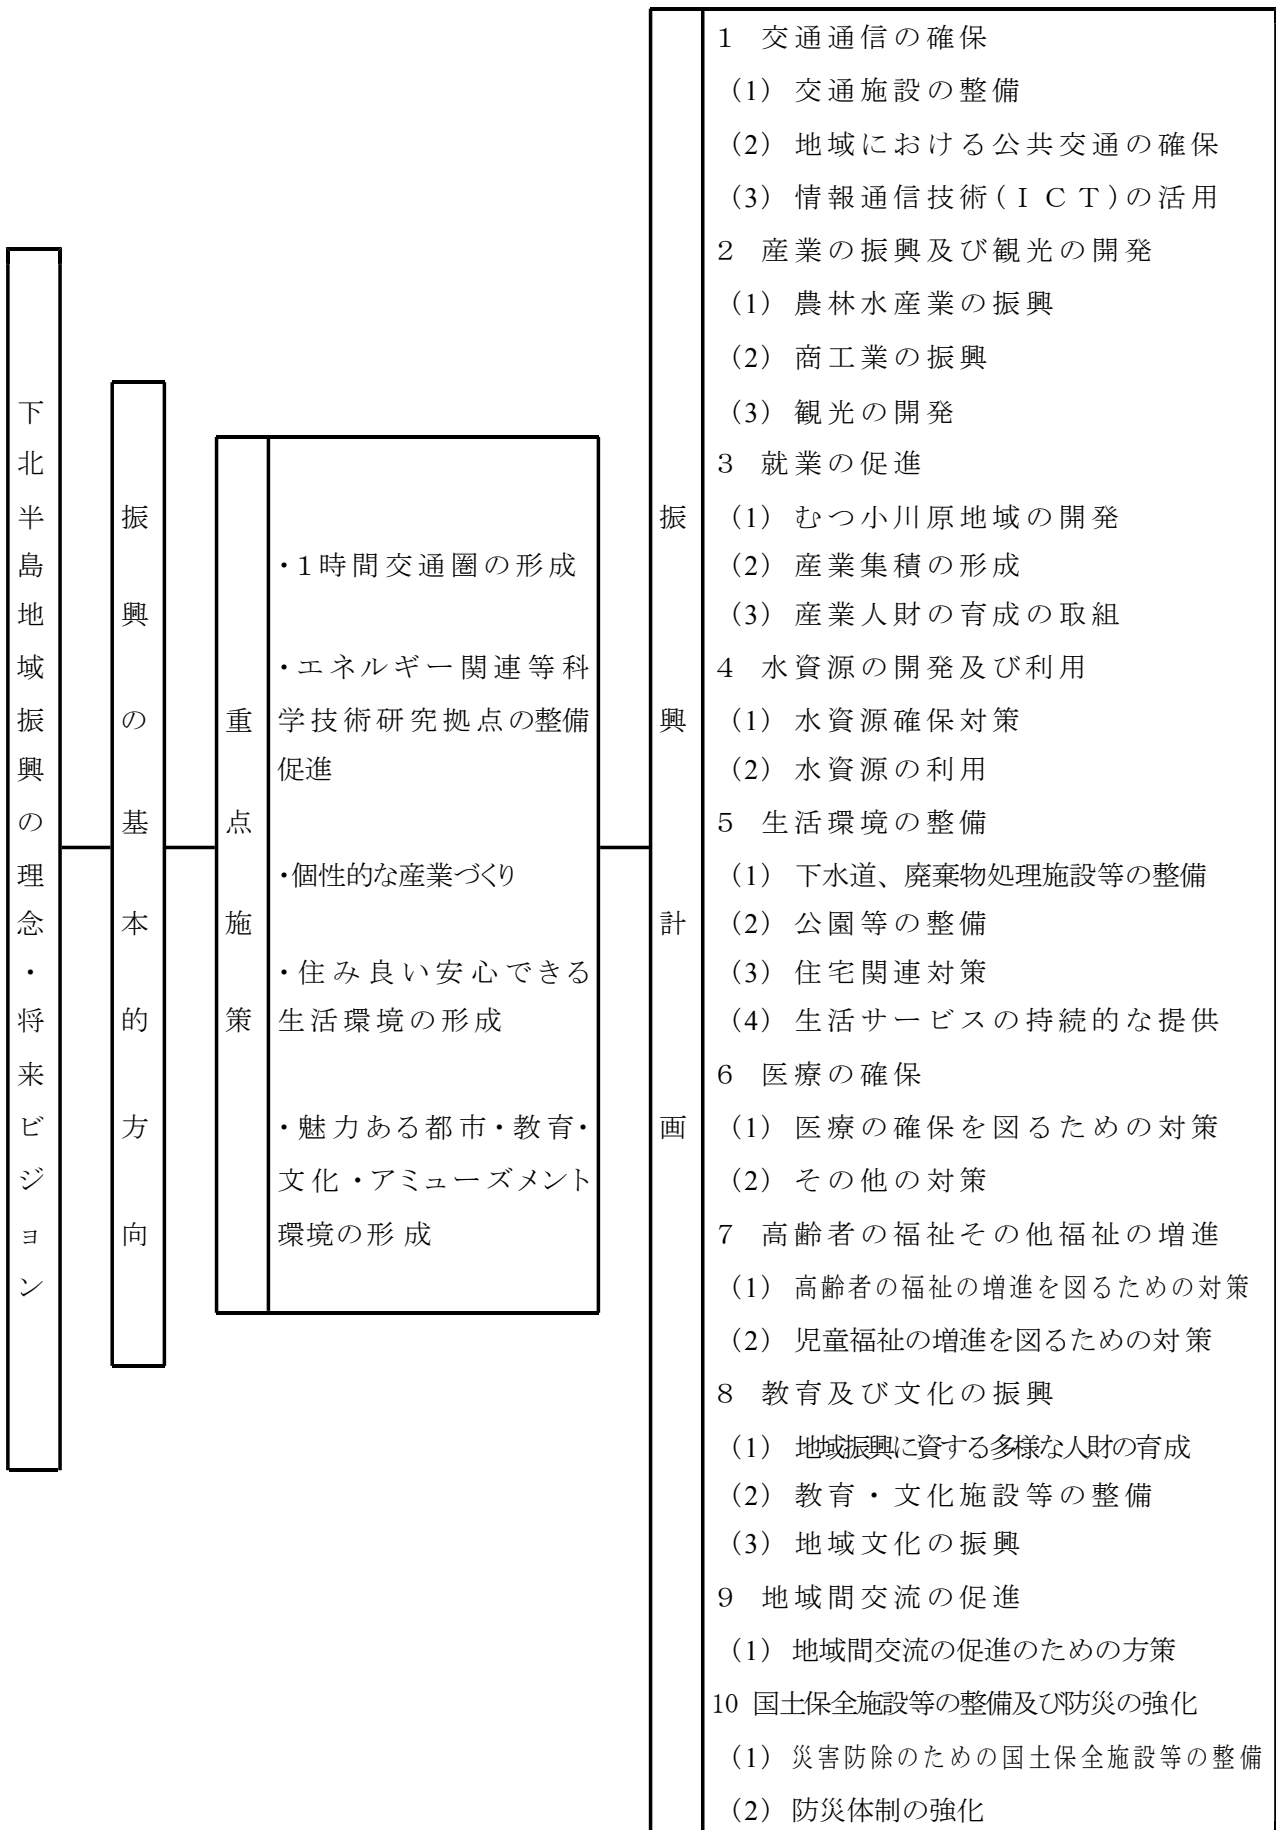 下北半島地域振興の理念・将来ビジョン
振興の基本的方向
重点施策
・1時間交通圏の形成
・エネルギー関連等科
学技術研究拠点の整備
促進
・個性的な産業づくり
・住み良い安心できる
生活環境の形成
・魅力ある都市・教育・
文化・アミューズメント
環境の形成
振興計画
1 交通通信の確保
(1) 交通施設の整備
(2) 地域における公共交通の確保
(3) 情報通信技術(ICT)の活用
2 産業の振興及び観光の開発
(1) 農林水産業の振興
(2) 商工業の振興
(3) 観光の開発
3 就業の促進
(1) むつ小川原地域の開発
(2) 産業集積の形成
(3) 産業人財の育成の取組
4 水資源の開発及び利用
(1) 水資源確保対策
(2) 水資源の利用
5 生活環境の整備
(1) 下水道、廃棄物処理施設等の整備
(2) 公園等の整備
(3) 住宅関連対策
(4) 生活サービスの持続的な提供
6 医療の確保
(1) 医療の確保を図るための対策
(2) その他の対策
7 高齢者の福祉その他福祉の増進
(1) 高齢者の福祉の増進を図るための対策
(2) 児童福祉の増進を図るための対策
8 教育及び文化の振興
(1) 地域振興に資する多様な人財の育成
(2) 教育・文化施設等の整備
(3) 地域文化の振興
9 地域間交流の促進
(1) 地域間交流の促進のための方策
10 国土保全施設等の整備及び防災の強化
(1) 災害防除のための国土保全施設等の整備
(2) 防災体制の強化